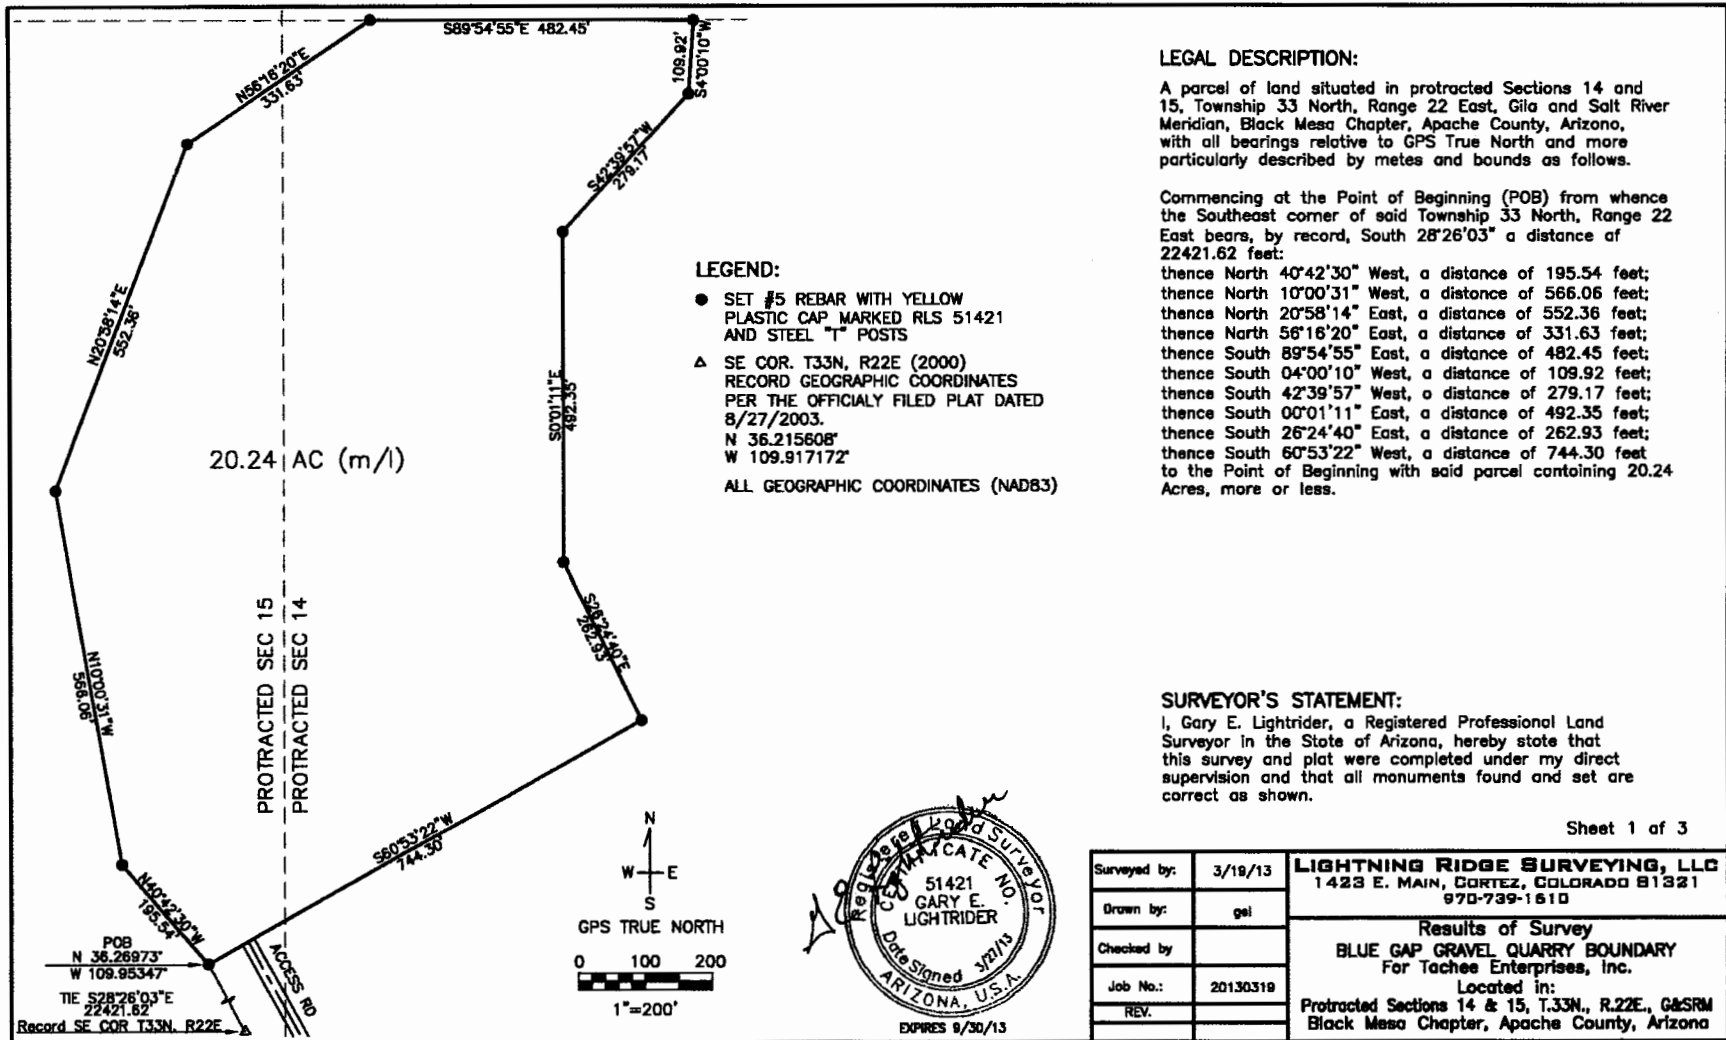 S89°54'55"E 482.45'
N56°16'20"E
331.63'
109.92'
S4°00'10"W
S42°39'57"W
279.17'
N20°58'14"E
552.36'
S0°01'11"E
492.35'
20.24 AC (m/l)
S26°24'40"E
262.93'
N10°00'31"W
566.06'
PROTRACTED SEC 15
PROTRACTED SEC 14
S60°53'22"W
744.30'
N40°42'30"W
195.54'
POB
N 36.26973°
W 109.95347°
TIE S28°26'03"E
22421.62'
Record SE COR T33N, R22E
ACCESS RD
LEGEND:
SET #5 REBAR WITH YELLOW
PLASTIC CAP MARKED RLS 51421
AND STEEL "T" POSTS
SE COR. T33N, R22E (2000)
RECORD GEOGRAPHIC COORDINATES
PER THE OFFICIALY FILED PLAT DATED
8/27/2003.
N 36.215608°
W 109.917172°
ALL GEOGRAPHIC COORDINATES (NAD83)
N
W E
S
GPS TRUE NORTH
0 100 200
1"=200'
Registered Land Surveyor
CERTIFICATE NO.
51421
GARY E.
LIGHTRIDER
Date Signed 3/27/13
ARIZONA, U.S.A.
EXPIRES 9/30/13
LEGAL DESCRIPTION:
A parcel of land situated in protracted Sections 14 and
15, Township 33 North, Range 22 East, Gila and Salt River
Meridian, Black Mesa Chapter, Apache County, Arizona,
with all bearings relative to GPS True North and more
particularly described by metes and bounds as follows.
Commencing at the Point of Beginning (POB) from whence
the Southeast corner of said Township 33 North, Range 22
East bears, by record, South 28°26'03" a distance of
22421.62 feet:
thence North 40°42'30" West, a distance of 195.54 feet;
thence North 10°00'31" West, a distance of 566.06 feet;
thence North 20°58'14" East, a distance of 552.36 feet;
thence North 56°16'20" East, a distance of 331.63 feet;
thence South 89°54'55" East, a distance of 482.45 feet;
thence South 04°00'10" West, a distance of 109.92 feet;
thence South 42°39'57" West, a distance of 279.17 feet;
thence South 00°01'11" East, a distance of 492.35 feet;
thence South 26°24'40" East, a distance of 262.93 feet;
thence South 60°53'22" West, a distance of 744.30 feet
to the Point of Beginning with said parcel containing 20.24
Acres, more or less.
SURVEYOR'S STATEMENT:
I, Gary E. Lightrider, a Registered Professional Land
Surveyor in the State of Arizona, hereby state that
this survey and plat were completed under my direct
supervision and that all monuments found and set are
correct as shown.
Sheet 1 of 3
Surveyed by: 3/19/13
Drawn by: gel
Checked by
Job No.: 20130319
REV.
LIGHTNING RIDGE SURVEYING, LLC
1423 E. MAIN, CORTEZ, COLORADO 81321
970-739-1610
Results of Survey
BLUE GAP GRAVEL QUARRY BOUNDARY
For Tachee Enterprises, Inc.
Located in:
Protracted Sections 14 & 15, T.33N., R.22E., G&SRM
Black Mesa Chapter, Apache County, Arizona